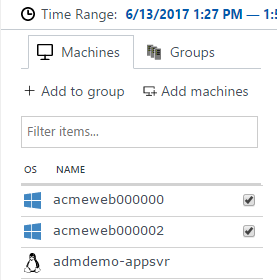 Time Range: 6/13/2017 1:27 PM — 1:5
Machines Groups
+ Add to group Add machines
Filter items...
OS NAME
acmeweb000000
acmeweb000002
admdemo-appsvr